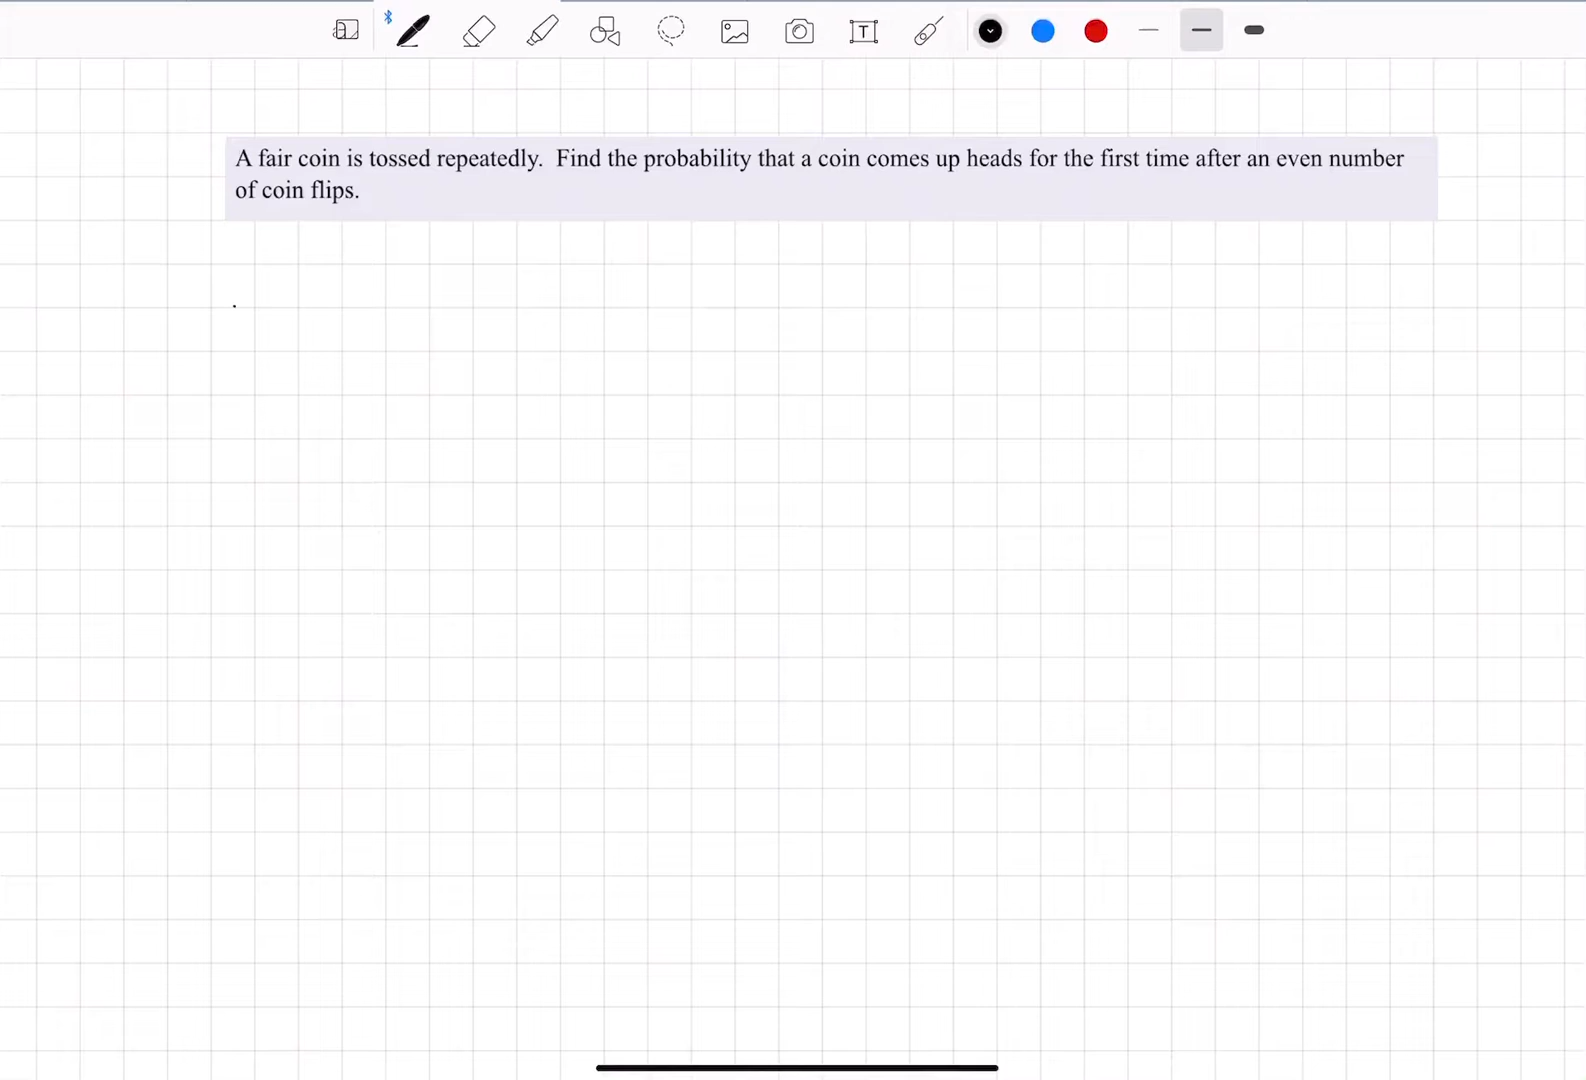 A fair coin is tossed repeatedly.  Find the probability that a coin comes up heads for the first time after an even number
of coin flips.